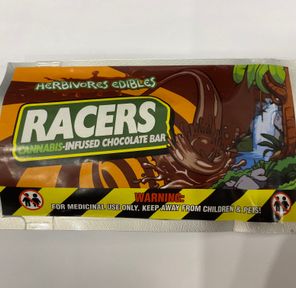 HERBIVORES EDIBLES
RACERS
CANNABIS-INFUSED CHOCOLATE BAR
WARNING:
FOR MEDICINAL USE ONLY. KEEP AWAY FROM CHILDREN & PETS!